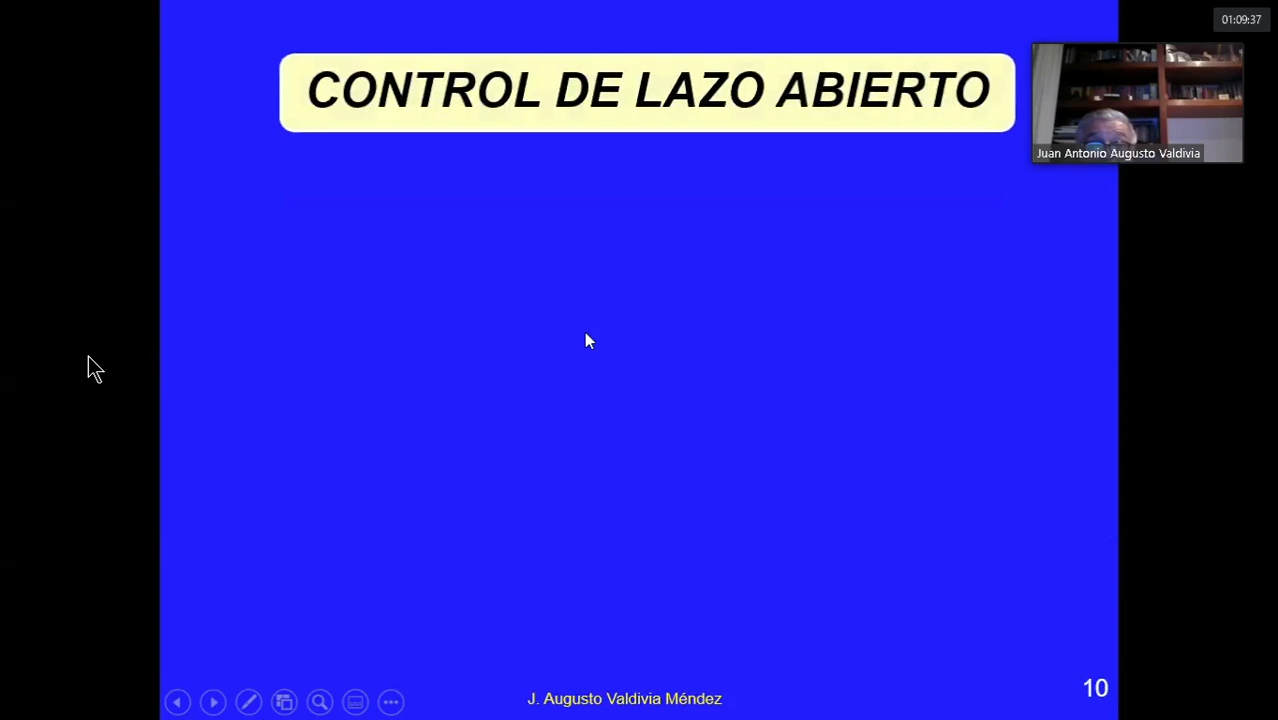 01:09:37
CONTROL DE LAZO ABIERTO
Juan Antonio Augusto Valdivia
J. Augusto Valdivia Méndez
10